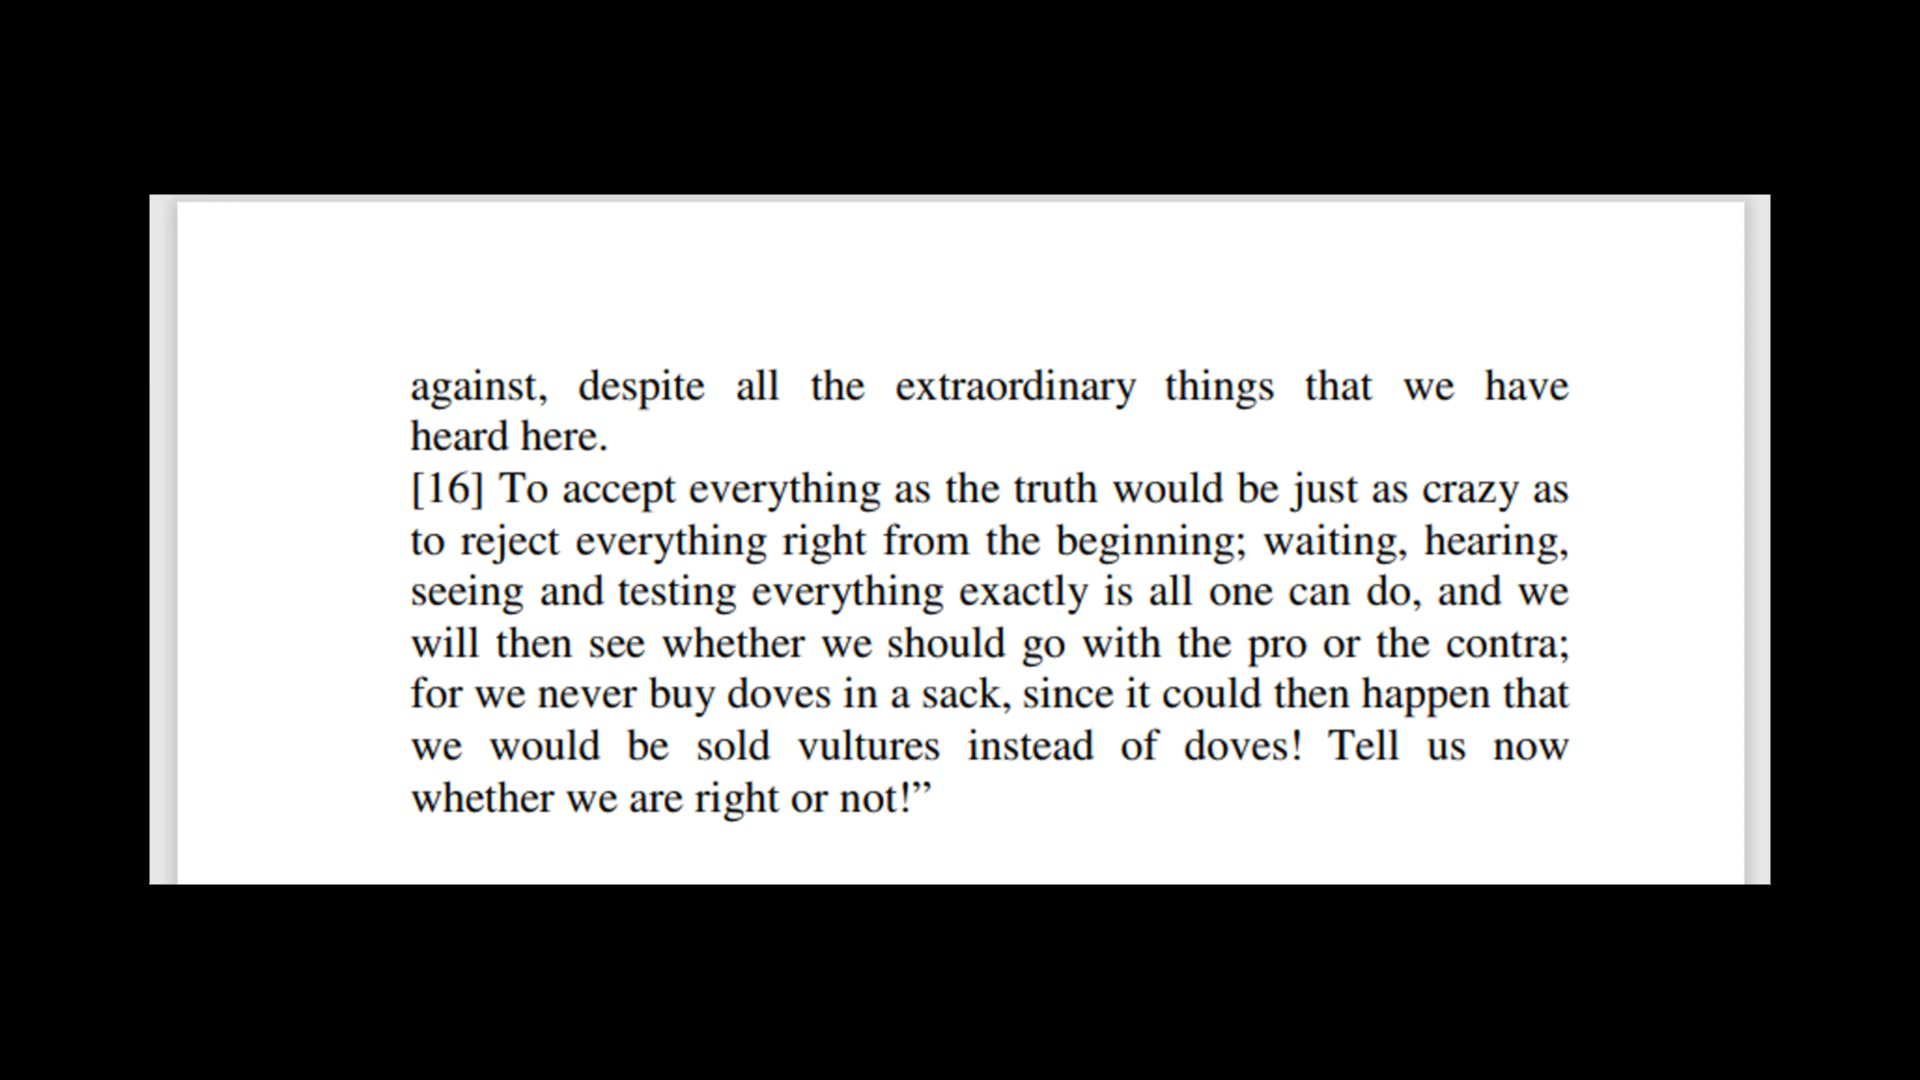 against, despite all the extraordinary things that we have
heard here.
[16] To accept everything as the truth would be just as crazy as
to reject everything right from the beginning; waiting, hearing,
seeing and testing everything exactly is all one can do, and we
will then see whether we should go with the pro or the contra;
for we never buy doves in a sack, since it could then happen that
we would be sold vultures instead of doves! Tell us now
whether we are right or not!”